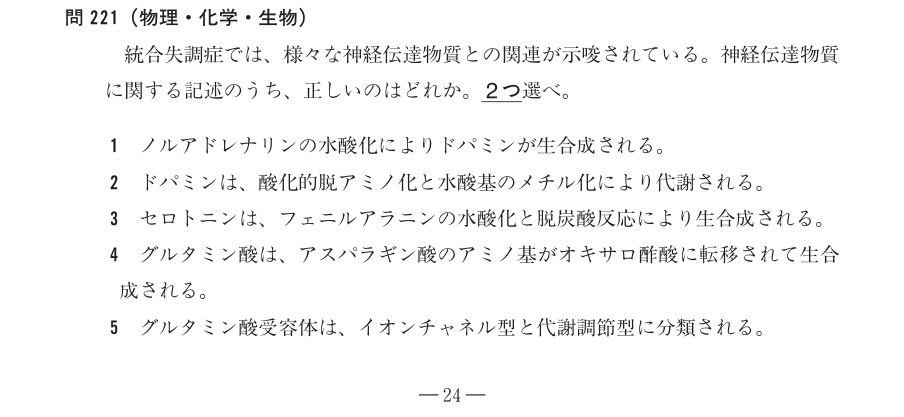 問 221（物理・化学・生物）
統合失調症では、様々な神経伝達物質との関連が示唆されている。神経伝達物質
に関する記述のうち、正しいのはどれか。２つ選べ。
1 ノルアドレナリンの水酸化によりドパミンが生合成される。
2 ドパミンは、酸化的脱アミノ化と水酸基のメチル化により代謝される。
3 セロトニンは、フェニルアラニンの水酸化と脱炭酸反応により生合成される。
4 グルタミン酸は、アスパラギン酸のアミノ基がオキサロ酢酸に転移されて生合
成される。
5 グルタミン酸受容体は、イオンチャネル型と代謝調節型に分類される。
— 24 —